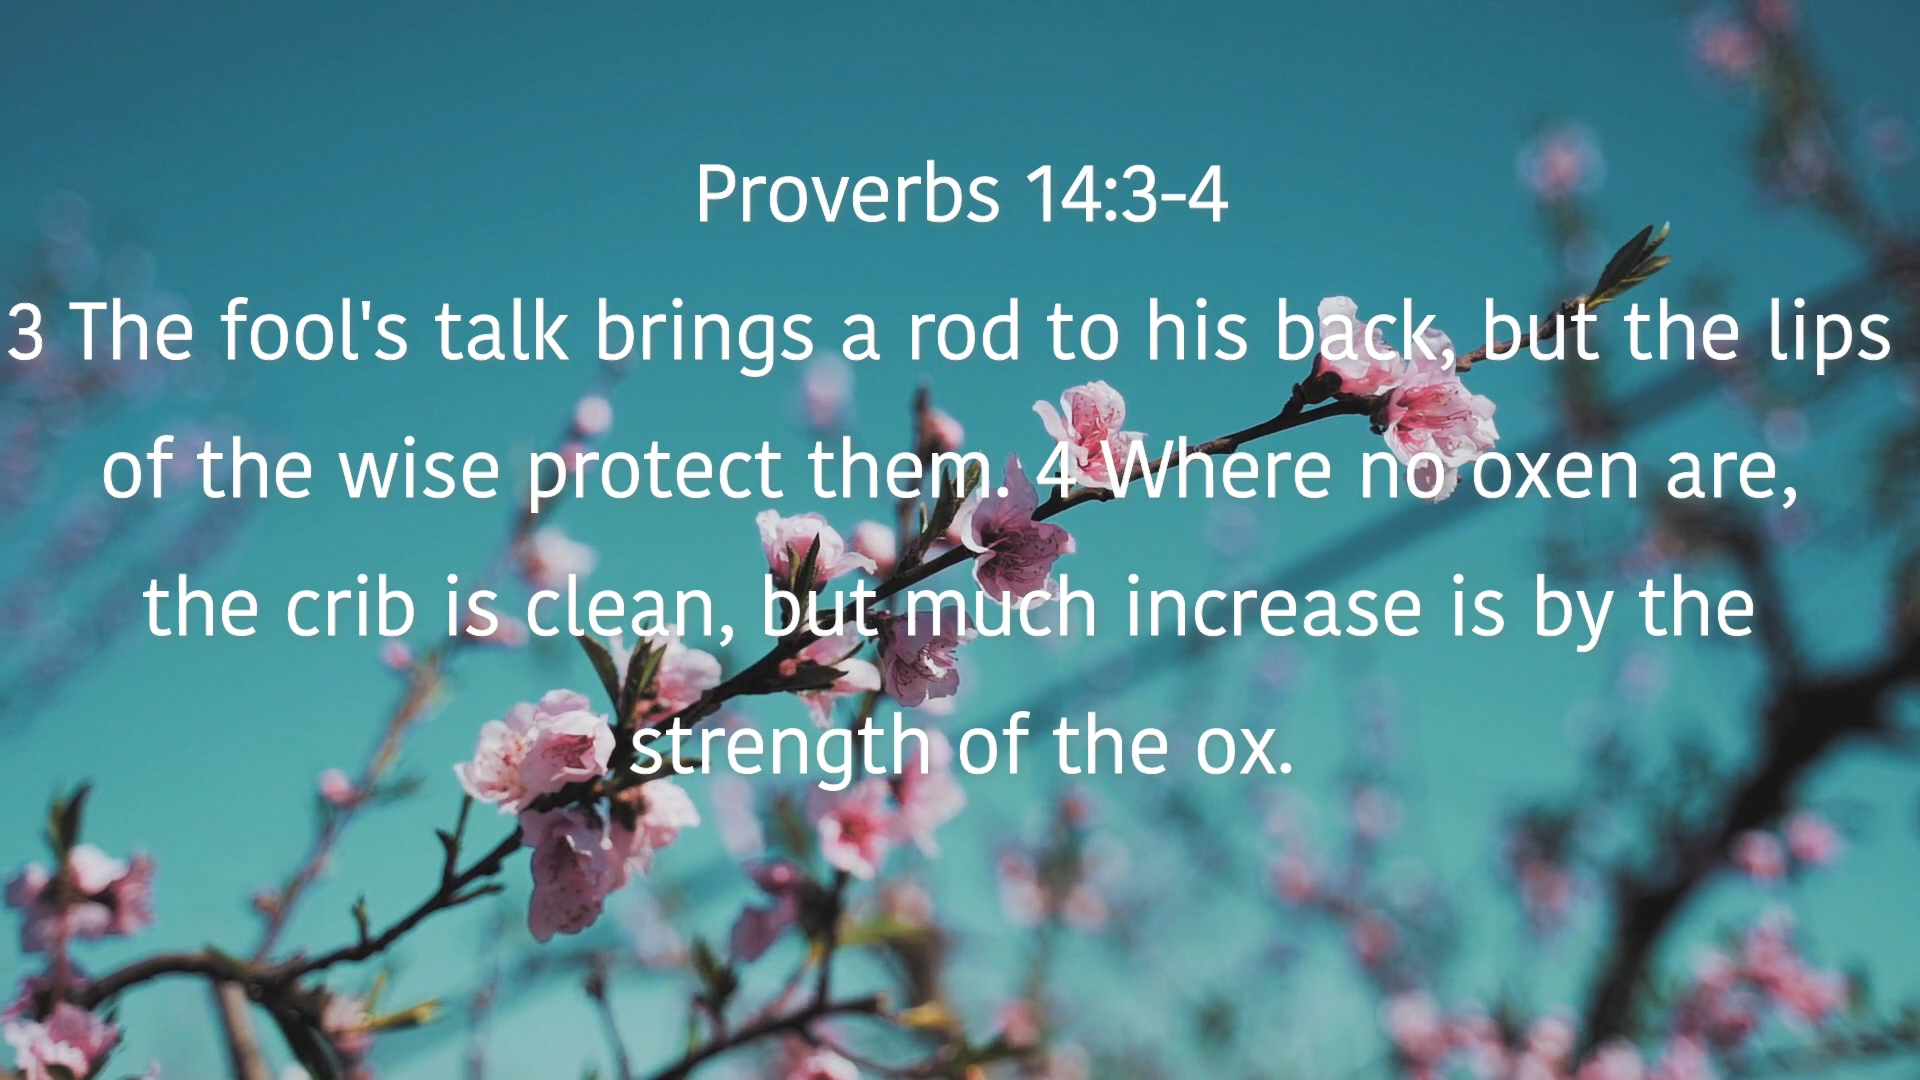 Proverbs 14:3-4
3 The fool's talk brings a rod to his back, but the lips
of the wise protect them. 4 Where no oxen are,
the crib is clean, but much increase is by the
strength of the ox.